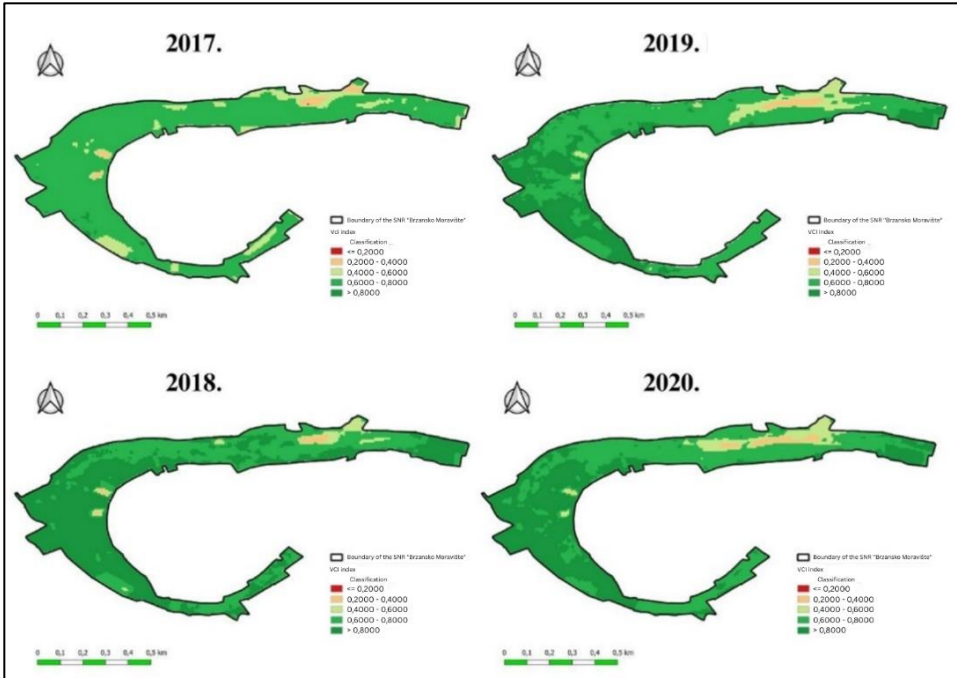 2017.
Boundary of the SNR "Brzansko Moravište"
Vci index
Classification
<= 0,2000
0,2000 - 0,4000
0,4000 - 0,6000
0,6000 - 0,8000
> 0,8000
0 0,1 0,2 0,3 0,4 0,5 km
2019.
Boundary of the SNR "Brzansko Moravište"
VCI index
Classification
<= 0,2000
0,2000 - 0,4000
0,4000 - 0,6000
0,6000 - 0,8000
> 0,8000
0 0,1 0,2 0,3 0,4 0,5 km
2018.
Boundary of the SNR "Brzansko Moravište"
VCI index
Classification
<= 0,2000
0,2000 - 0,4000
0,4000 - 0,6000
0,6000 - 0,8000
> 0,8000
0 0,1 0,2 0,3 0,4 0,5 km
2020.
Boundary of the SNR "Brzansko Moravište"
VCI index
Classification
<= 0,2000
0,2000 - 0,4000
0,4000 - 0,6000
0,6000 - 0,8000
> 0,8000
0 0,1 0,2 0,3 0,4 0,5 km